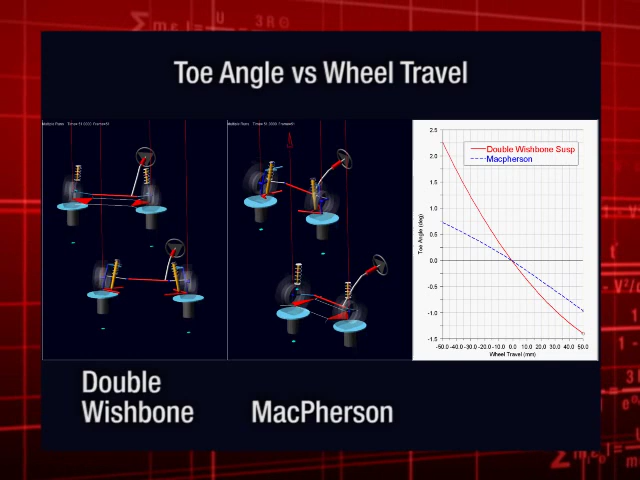 Toe Angle vs Wheel Travel
2.5
Double Wishbone Susp
Macpherson
2.0
1.5
1.0
0.5
0.0
-0.5
-1.0
-1.5
Toe Angle (deg)
-50.0 -40.0 -30.0 -20.0 -10.0 0.0 10.0 20.0 30.0 40.0 50.0
Wheel Travel (mm)
Double
Wishbone
MacPherson